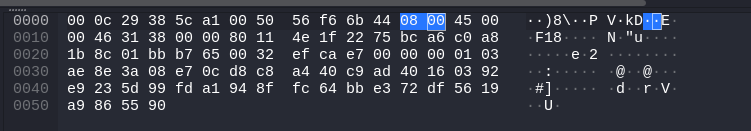 0000 00 0c 29 38 5c a1 00 50 56 f6 6b 44 08 00 45 00 ··)8\··P V·kD··E·
0010 00 46 31 38 00 00 80 11 4e 1f 22 75 bc a6 c0 a8 ·F18···· N·"u····
0020 1b 8c 01 bb b7 65 00 32 ef ca e7 00 00 00 01 03 ·····e·2 ········
0030 ae 8e 3a 08 e7 0c d8 c8 a4 40 c9 ad 40 16 03 92 ··:····· ·@··@···
0040 e9 23 5d 99 fd a1 94 8f fc 64 bb e3 72 df 56 19 ·#]····· ·d··r·V·
0050 a9 86 55 90 ··U·